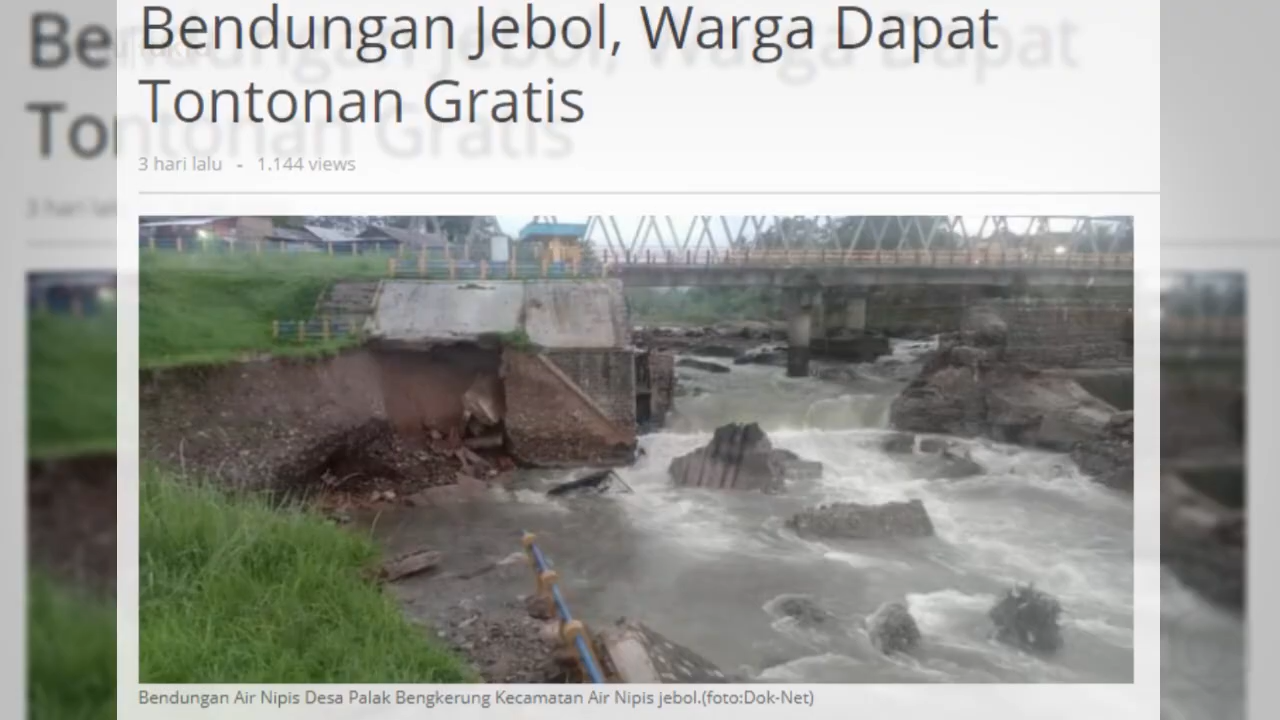 Bendungan Jebol, Warga Dapat
Tontonan Gratis
3 hari lalu - 1.144 views
Bendungan Air Nipis Desa Palak Bengkerung Kecamatan Air Nipis jebol.(foto:Dok-Net)